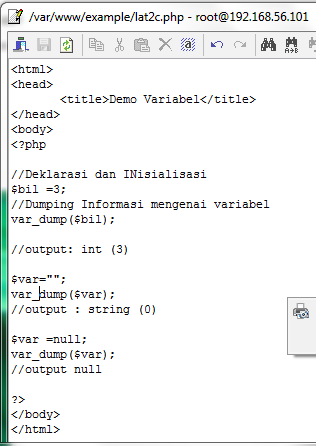 /var/www/example/lat2c.php - root@192.168.56.101
<html>
<head>
<title>Demo Variabel</title>
</head>
<body>
<?php
//Deklarasi dan INisialisasi
$bil =3;
//Dumping Informasi mengenai variabel
var_dump($bil);
//output: int (3)
$var="";
var_dump($var);
//output : string (0)
$var =null;
var_dump($var);
//output null
?>
</body>
</html>